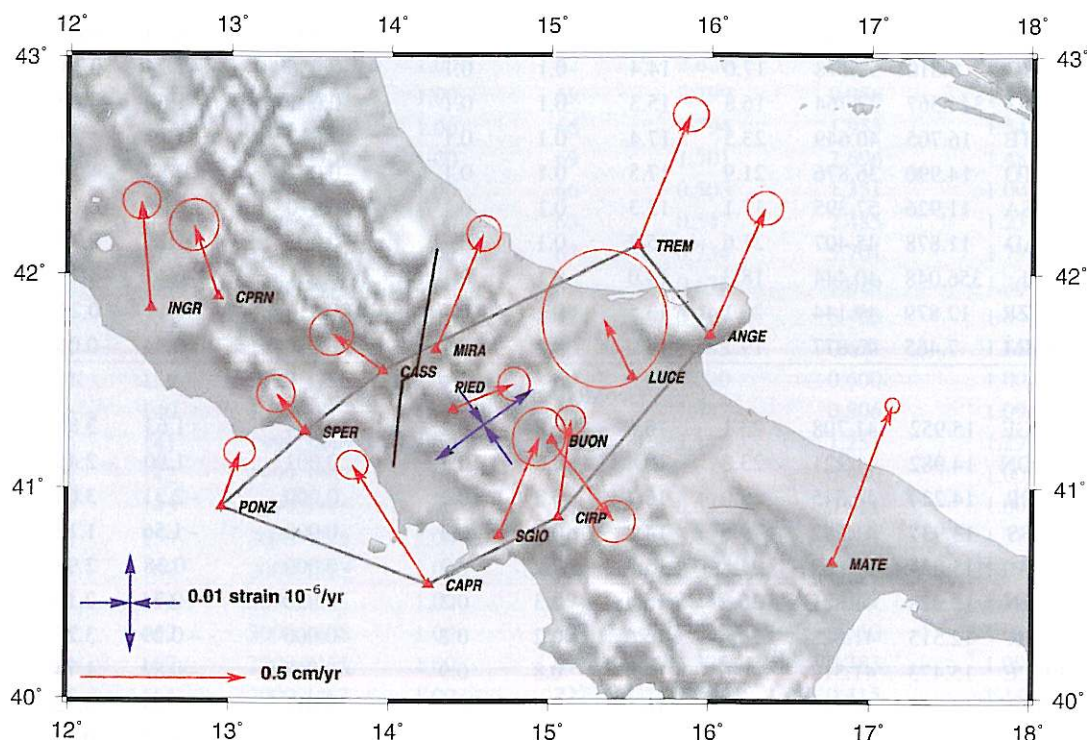 12° 13° 14° 15° 16° 17° 18°
43° 43°
TREM
42° 42°
INGR CPRN
ANGE
MIRA
CASS LUCE
RIED
SPER BUON
41° 41°
PONZ CIRP
SGIO
MATE
CAPR
0.01 strain 10⁻⁶/yr
0.5 cm/yr
40° 40°
12° 13° 14° 15° 16° 17° 18°